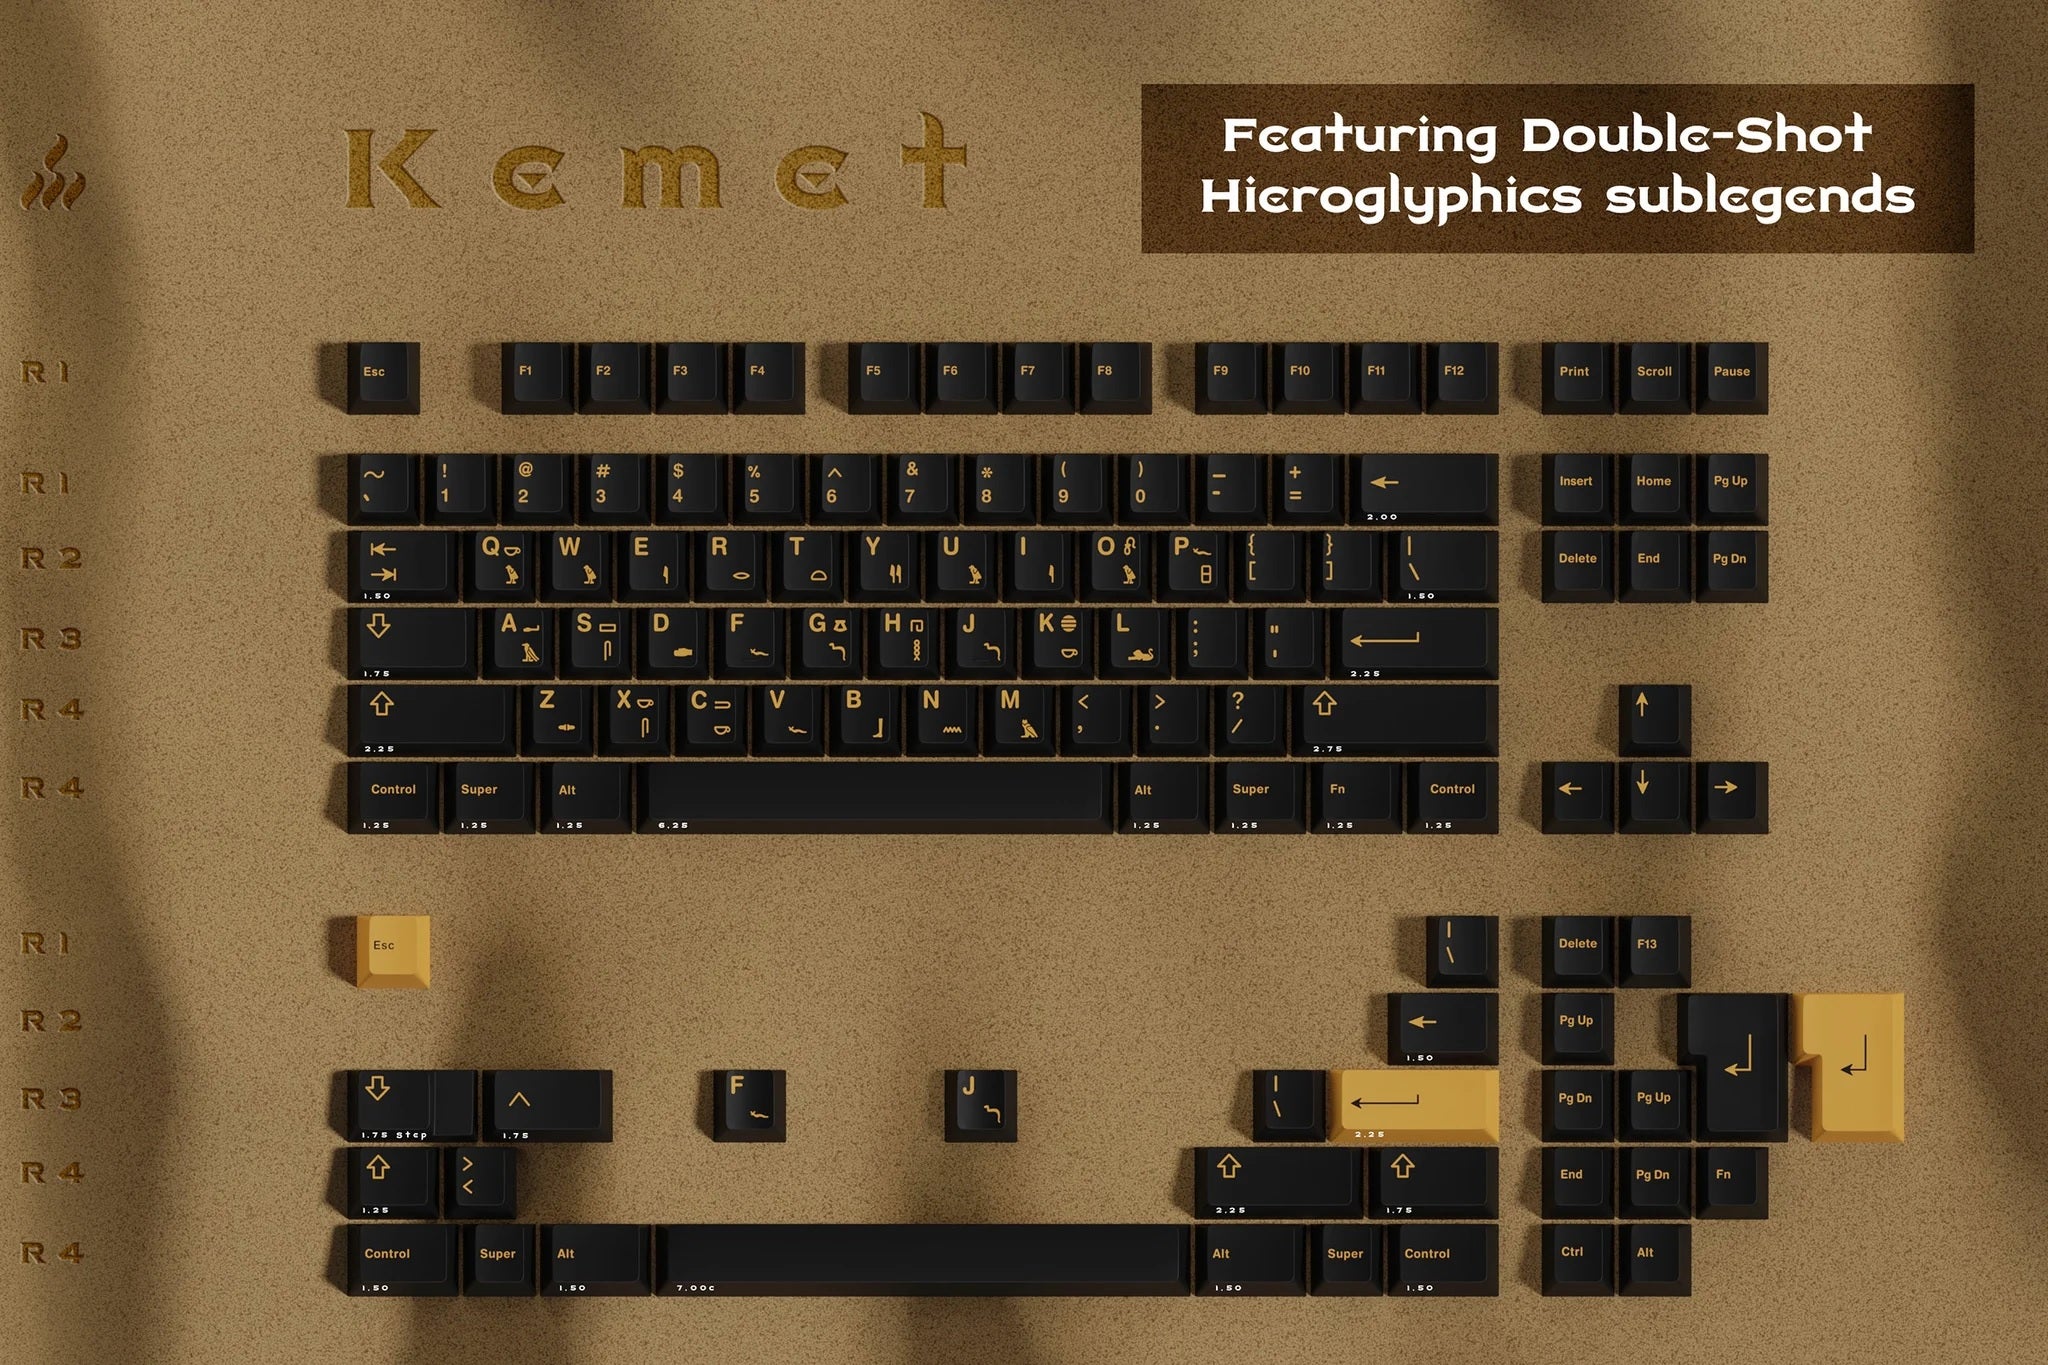 Kemet
Featuring Double-Shot
Hieroglyphics sublegends
R1
Esc F1 F2 F3 F4 F5 F6 F7 F8 F9 F10 F11 F12 Print Scroll Pause
R1
~ ! @ # $ % ^ & * ( ) _ + ←
` 1 2 3 4 5 6 7 8 9 0 - =
2.00
Insert Home Pg Up
R2
Q W E R T Y U I O P { } |
[ ] \
1.50 1.50
Delete End Pg Dn
R3
A S D F G H J K L : "
; '
1.75 2.25
R4
Z X C V B N M < > ?
, . /
2.25 2.75
↑
R4
Control Super Alt Alt Super Fn Control ← ↓ →
1.25 1.25 1.25 6.25 1.25 1.25 1.25 1.25
R1
Esc | \ Delete F13
R2
← Pg Up
1.50
R3
^ F J | \ Pg Dn Pg Up
1.75 Step 1.75 2.25
R4
> < End Pg Dn Fn
1.25 2.25 1.75
R4
Control Super Alt Alt Super Control Ctrl Alt
1.50 1.50 7.00c 1.50 1.50